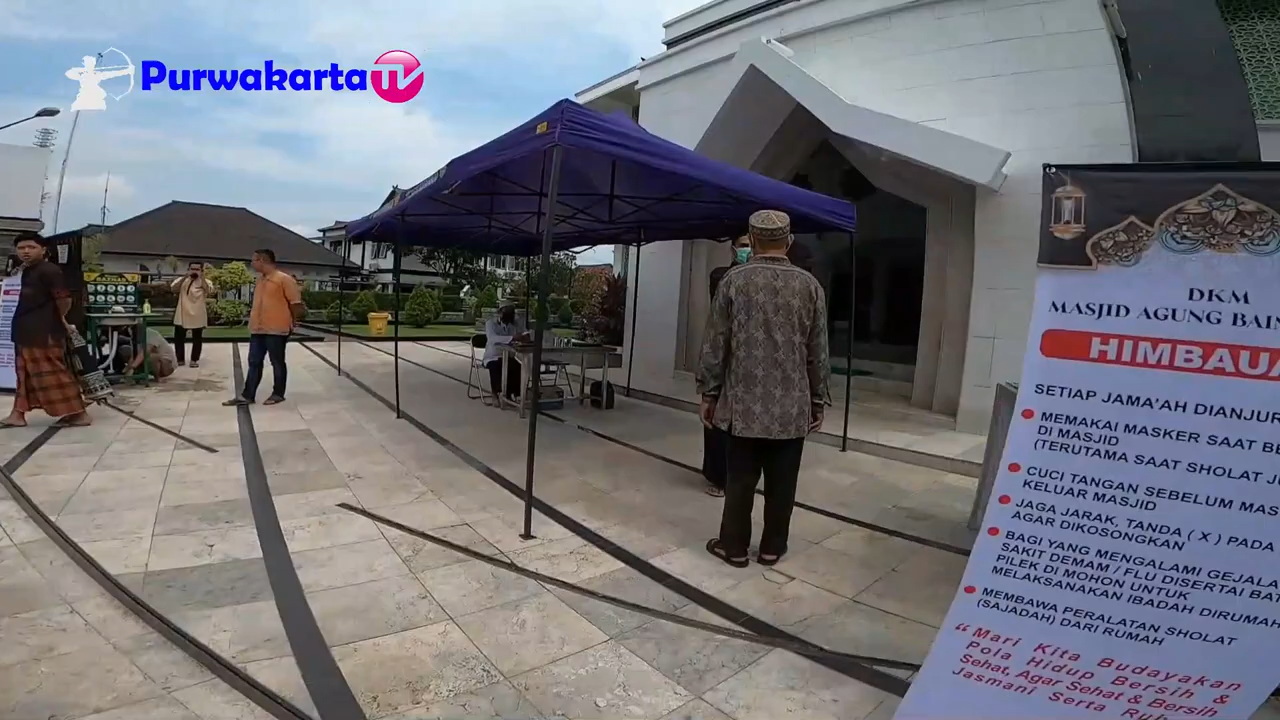 PurwakartaTV
DKM
MASJID AGUNG
HIMBAUA
SETIAP JAMA'AH DIANJUR
MEMAKAI MASKER SAAT BE
DI MASJID
(TERUTAMA SAAT SHOLAT JU
CUCI TANGAN SEBELUM MAS
KELUAR MASJID
JAGA JARAK, TANDA ( X ) PADA
AGAR DIKOSONGKAN
BAGI YANG MENGALAMI GEJALA
SAKIT DEMAM / FLU DISERTAI BAT
PILEK DI MOHON UNTUK
MELAKSANAKAN IBADAH DIRUMAH
MEMBAWA PERALATAN SHOLAT
(SAJADAH) DARI RUMAH
"Mari Kita Budayakan
Pola Hidup Bersih &
Sehat, Agar Sehat & Bersih
Jasmani Serta